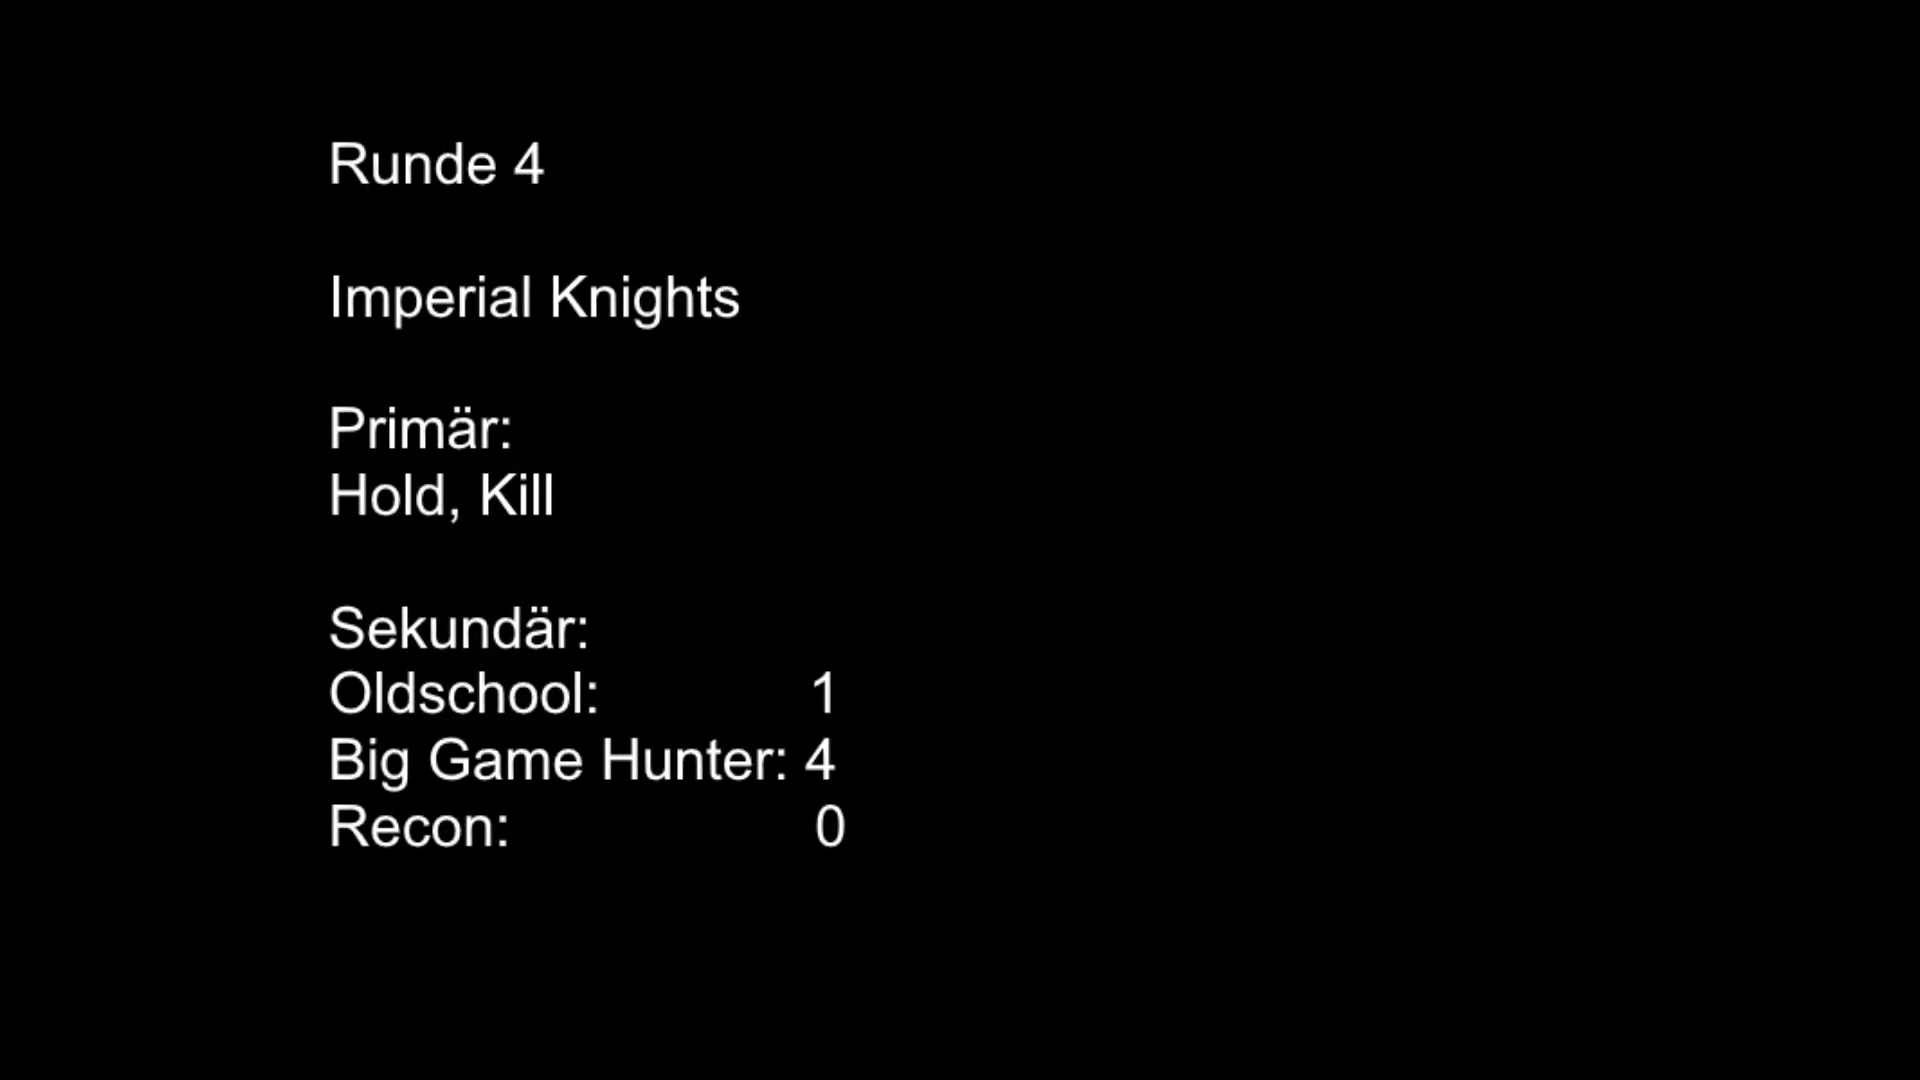 Runde 4
Imperial Knights
Primär:
Hold, Kill
Sekundär:
Oldschool: 1
Big Game Hunter: 4
Recon: 0